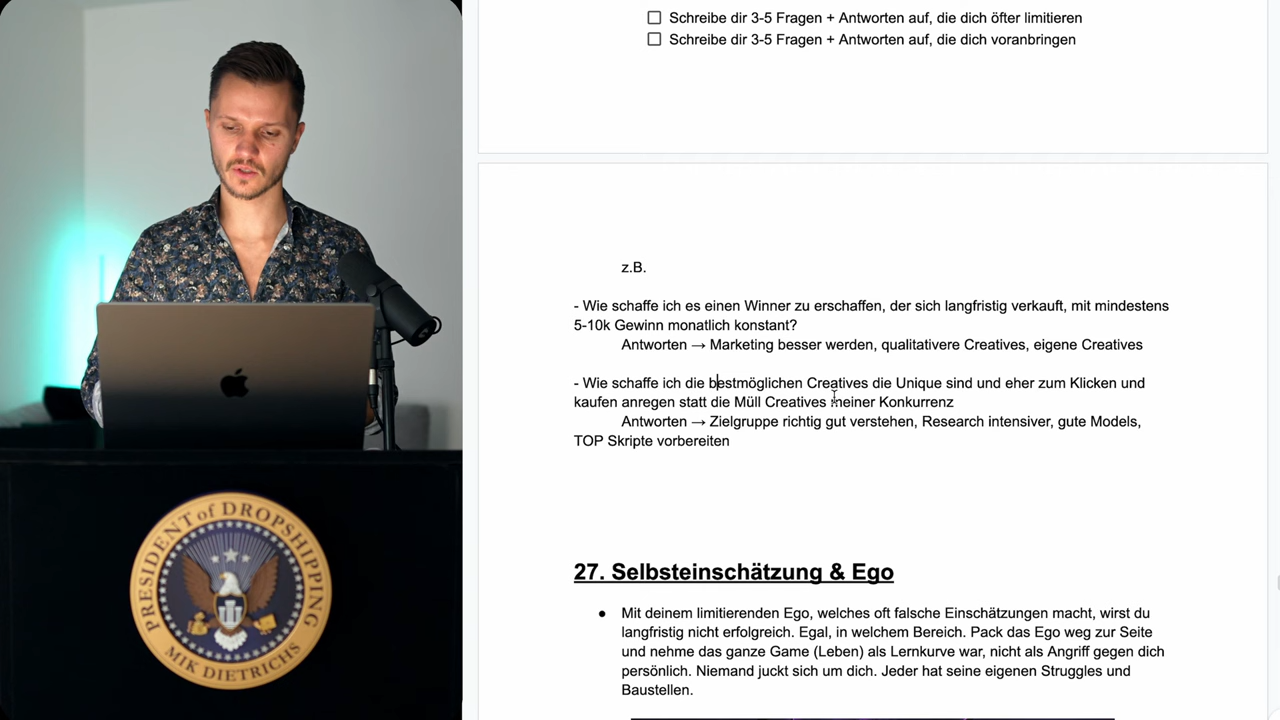 ☐ Schreibe dir 3-5 Fragen + Antworten auf, die dich öfter limitieren
☐ Schreibe dir 3-5 Fragen + Antworten auf, die dich voranbringen
z.B.
- Wie schaffe ich es einen Winner zu erschaffen, der sich langfristig verkauft, mit mindestens
5-10k Gewinn monatlich konstant?
Antworten → Marketing besser werden, qualitativere Creatives, eigene Creatives
- Wie schaffe ich die bestmöglichen Creatives die Unique sind und eher zum Klicken und
kaufen anregen statt die Müll Creatives meiner Konkurrenz
Antworten → Zielgruppe richtig gut verstehen, Research intensiver, gute Models,
TOP Skripte vorbereiten
27. Selbsteinschätzung & Ego
● Mit deinem limitierenden Ego, welches oft falsche Einschätzungen macht, wirst du
langfristig nicht erfolgreich. Egal, in welchem Bereich. Pack das Ego weg zur Seite
und nehme das ganze Game (Leben) als Lernkurve war, nicht als Angriff gegen dich
persönlich. Niemand juckt sich um dich. Jeder hat seine eigenen Struggles und
Baustellen.
PRESIDENT of DROPSHIPPING
MIK DIETRICHS